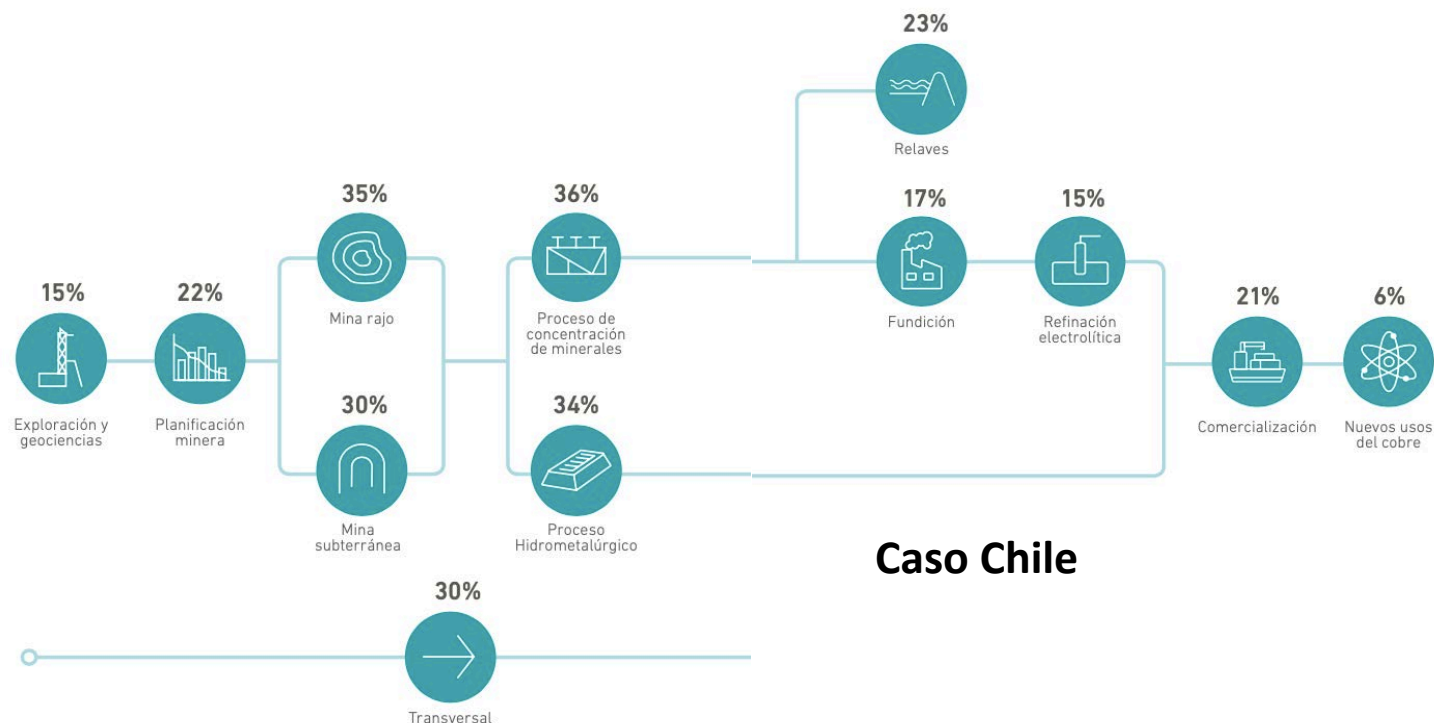 23%
Relaves
35%
36%
17%
15%
Mina rajo
Proceso de
concentración
de minerales
Fundición
Refinación
electrolítica
15%
22%
21%
6%
Exploración y
geociencias
Planificación
minera
Comercialización
Nuevos usos
del cobre
30%
34%
Mina
subterránea
Proceso
Hidrometalúrgico
Caso Chile
30%
Transversal